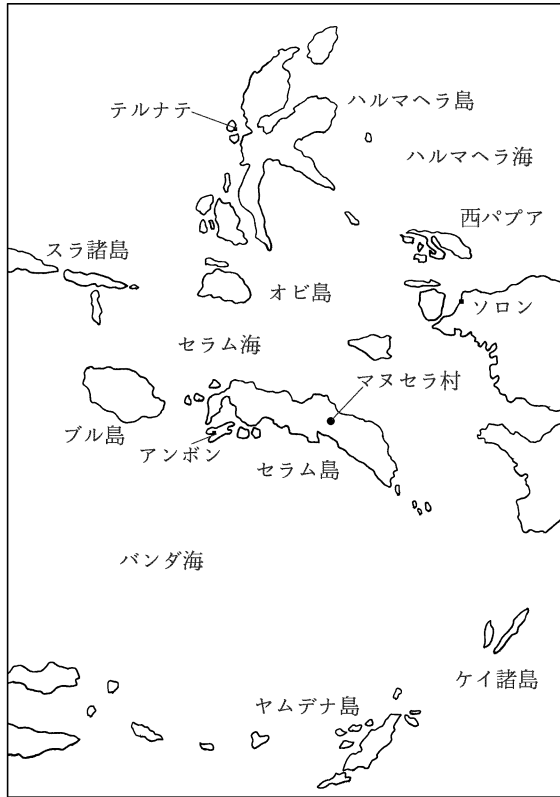 テルナテ
ハルマヘラ島
ハルマヘラ海
西パプア
スラ諸島
オビ島
ソロン
セラム海
マヌセラ村
ブル島
アンボン
セラム島
バンダ海
ケイ諸島
ヤムデナ島